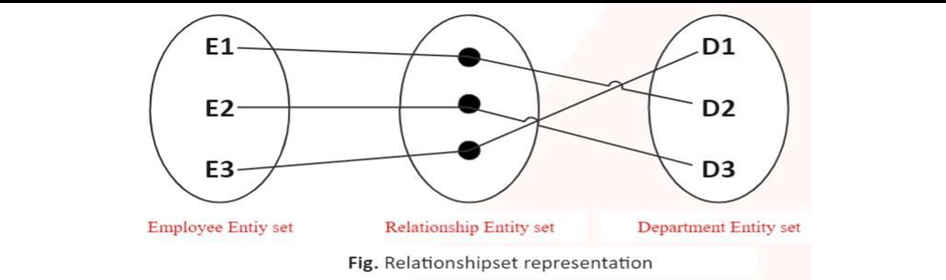 E1 D1
E2 D2
E3 D3
Employee Entiy set Relationship Entity set Department Entity set
Fig. Relationshipset representation